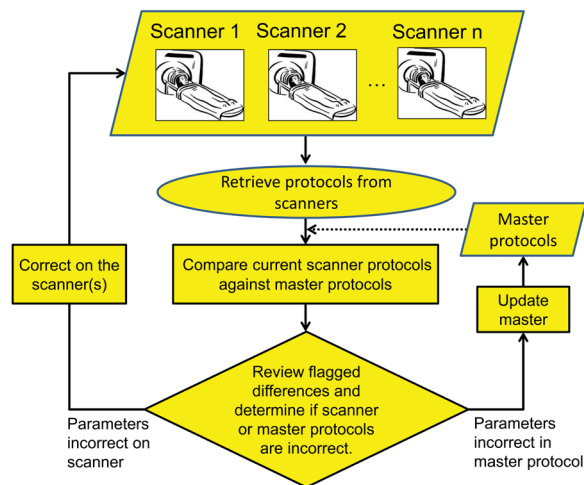 Scanner 1
Scanner 2
Scanner n
...
Retrieve protocols from
scanners
Master
protocols
Correct on the
scanner(s)
Compare current scanner protocols
against master protocols
Update
master
Review flagged
differences and
determine if scanner
or master protocols
are incorrect.
Parameters
incorrect on
scanner
Parameters
incorrect in
master protocol